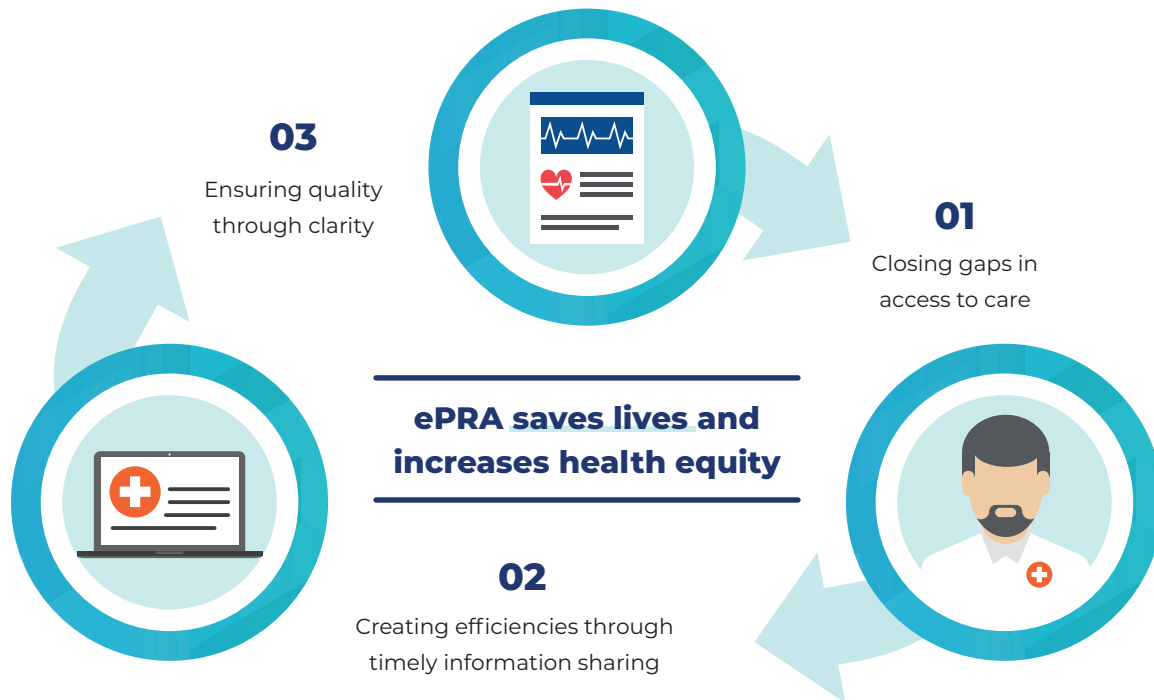 03
Ensuring quality
through clarity
01
Closing gaps in
access to care
ePRA saves lives and
increases health equity
02
Creating efficiencies through
timely information sharing